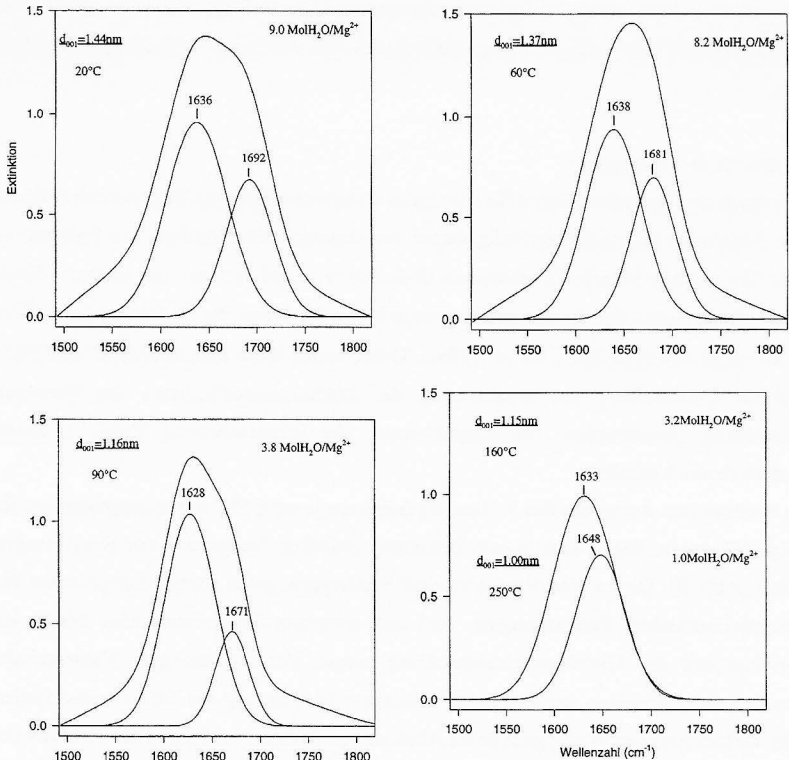 1.5
d₀₀₁=1.44nm
9.0 MolH₂O/Mg²⁺
20°C
1636
1692
1.0
0.5
0.0
Extinktion
1500 1550 1600 1650 1700 1750 1800
1.5
d₀₀₁=1.37nm
8.2 MolH₂O/Mg²⁺
60°C
1638
1681
1.0
0.5
0.0
1500 1550 1600 1650 1700 1750 1800
1.5
d₀₀₁=1.16nm
3.8 MolH₂O/Mg²⁺
90°C
1628
1671
1.0
0.5
0.0
1500 1550 1600 1650 1700 1750 1800
1.5
d₀₀₁=1.15nm
3.2MolH₂O/Mg²⁺
160°C
1633
1.0
1648
d₀₀₁=1.00nm
1.0MolH₂O/Mg²⁺
250°C
0.5
0.0
1500 1550 1600 1650 1700 1750 1800
Wellenzahl (cm⁻¹)